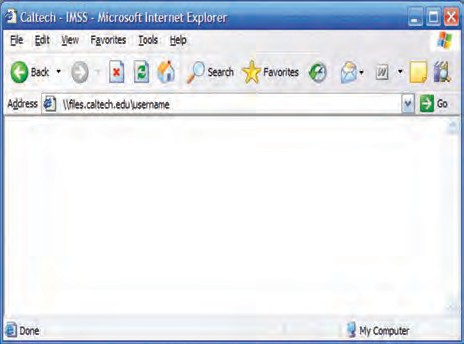 Caltech - IMSS - Microsoft Internet Explorer
File Edit View Favorites Tools Help
Back Search Favorites W
Address \\files.caltech.edu\username Go
Done My Computer